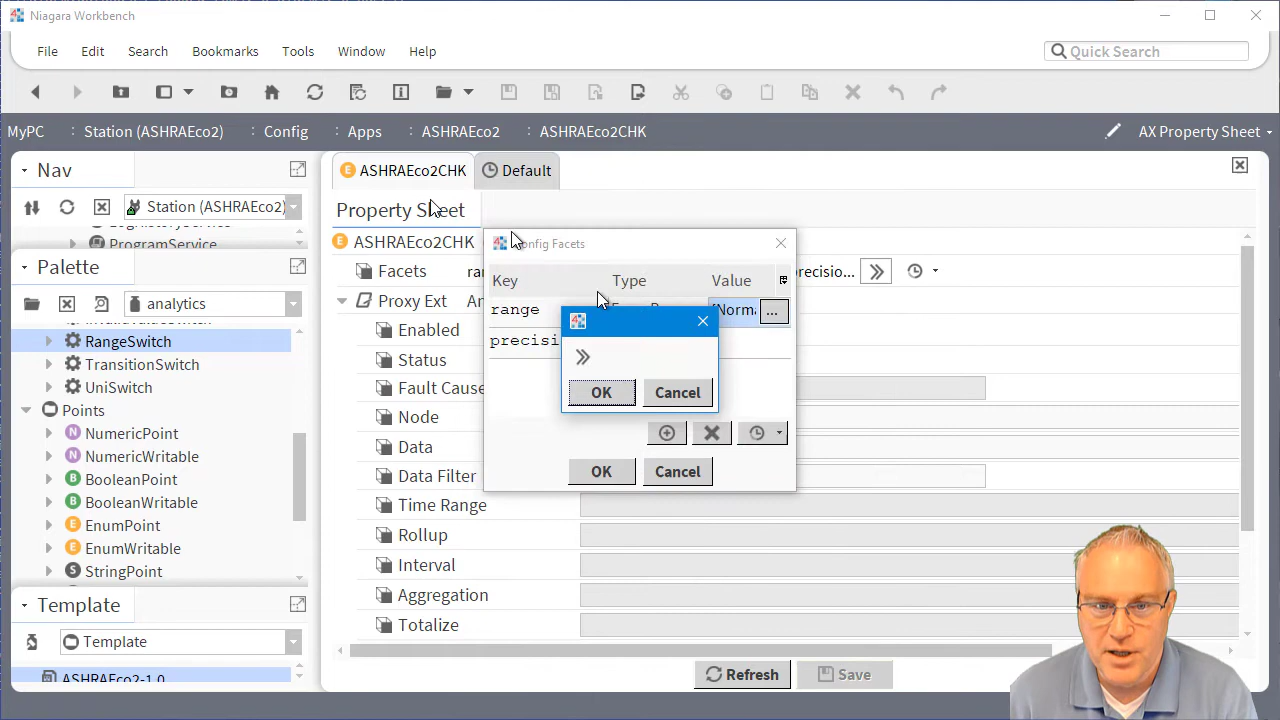 Niagara Workbench
File Edit Search Bookmarks Tools Window Help
Quick Search
MyPC : Station (ASHRAEco2) : Config : Apps : ASHRAEco2 : ASHRAEco2CHK
AX Property Sheet
Nav
Station (ASHRAEco2)
ProgramService
Palette
analytics
RangeSwitch
TransitionSwitch
UniSwitch
Points
NumericPoint
NumericWritable
BooleanPoint
BooleanWritable
EnumPoint
EnumWritable
StringPoint
Template
Template
ASHRAEco2-1.0
ASHRAEco2CHK
Default
Property Sheet
ASHRAEco2CHK
Facets
precisio...
Proxy Ext
Enabled
Status
Fault Cause
Node
Data
Data Filter
Time Range
Rollup
Interval
Aggregation
Totalize
Refresh
Save
Config Facets
Key Type Value
range
{Norma
...
precisi
OK Cancel
OK Cancel